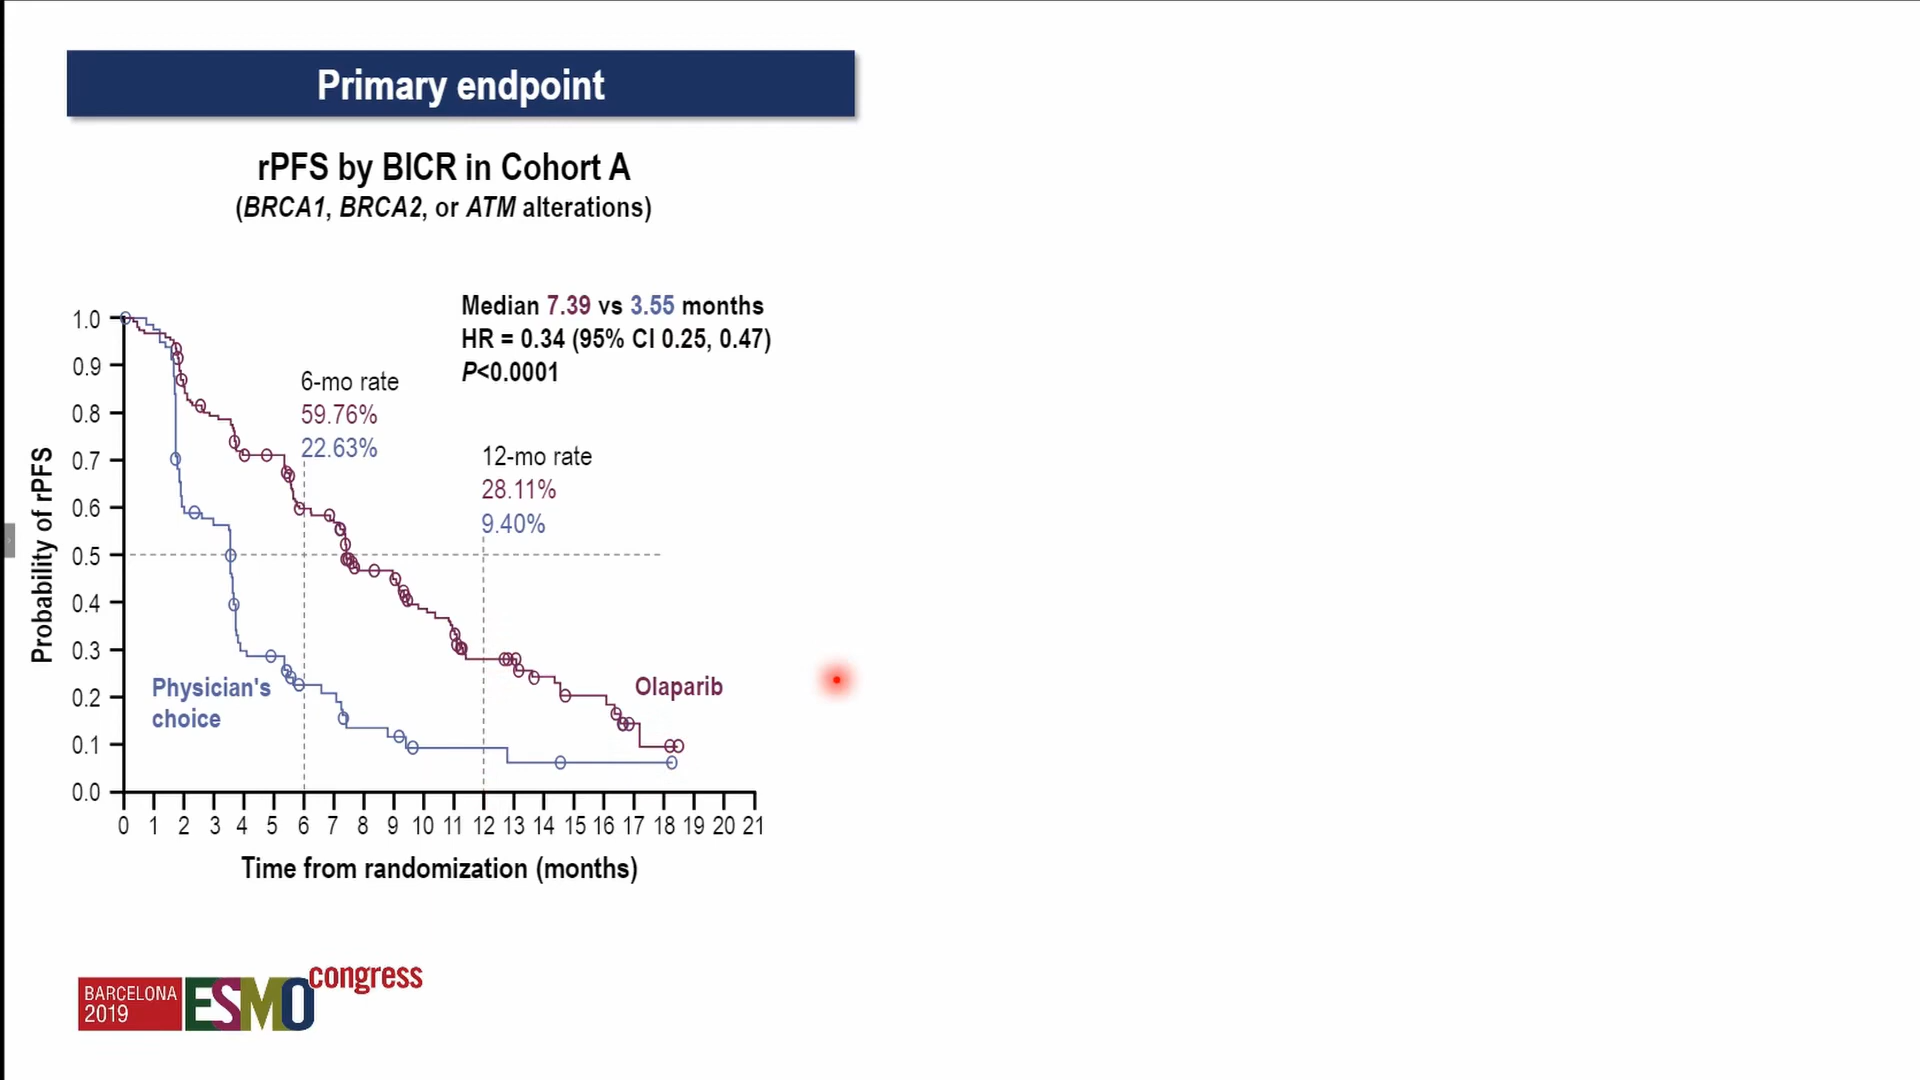 Primary endpoint
rPFS by BICR in Cohort A
(BRCA1, BRCA2, or ATM alterations)
Median 7.39 vs 3.55 months
HR = 0.34 (95% CI 0.25, 0.47)
P<0.0001
6-mo rate
59.76%
22.63%
12-mo rate
28.11%
9.40%
Probability of rPFS
1.0
0.9
0.8
0.7
0.6
0.5
0.4
0.3
0.2
0.1
0.0
Physician's
choice
Olaparib
0 1 2 3 4 5 6 7 8 9 10 11 12 13 14 15 16 17 18 19 20 21
Time from randomization (months)
BARCELONA
2019
ESMO
congress